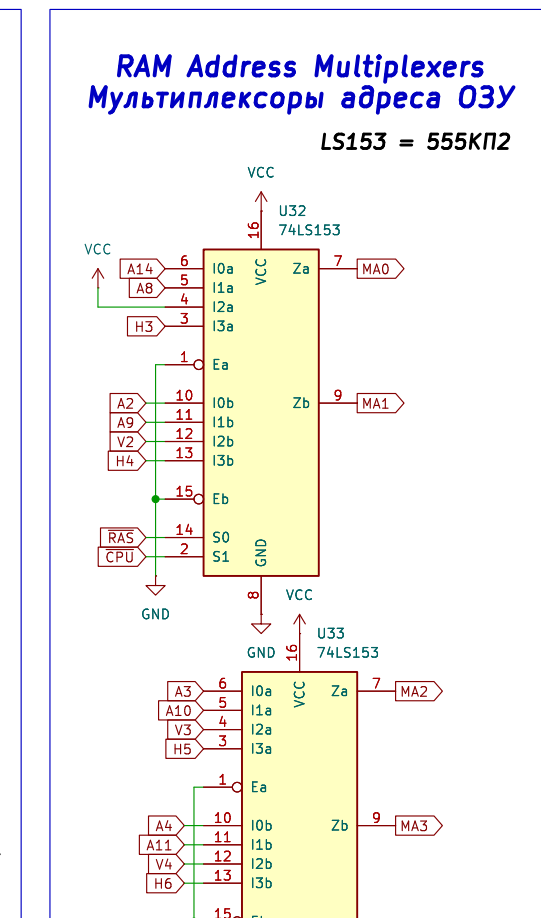 RAM Address Multiplexers
Мультиплексоры адреса ОЗУ
LS153 = 555КП2
VCC
U32
74LS153
16
VCC
VCC
A14 6 I0a Za 7 MA0
A8 5 I1a
4 I2a
H3 3 I3a
1 Ea
A2 10 I0b Zb 9 MA1
A9 11 I1b
V2 12 I2b
H4 13 I3b
15 Eb
RAS 14 S0
CPU 2 S1
GND
8
GND
GND
VCC
U33
74LS153
16
VCC
A3 6 I0a Za 7 MA2
A10 5 I1a
V3 4 I2a
H5 3 I3a
1 Ea
A4 10 I0b Zb 9 MA3
A11 11 I1b
V4 12 I2b
H6 13 I3b
15